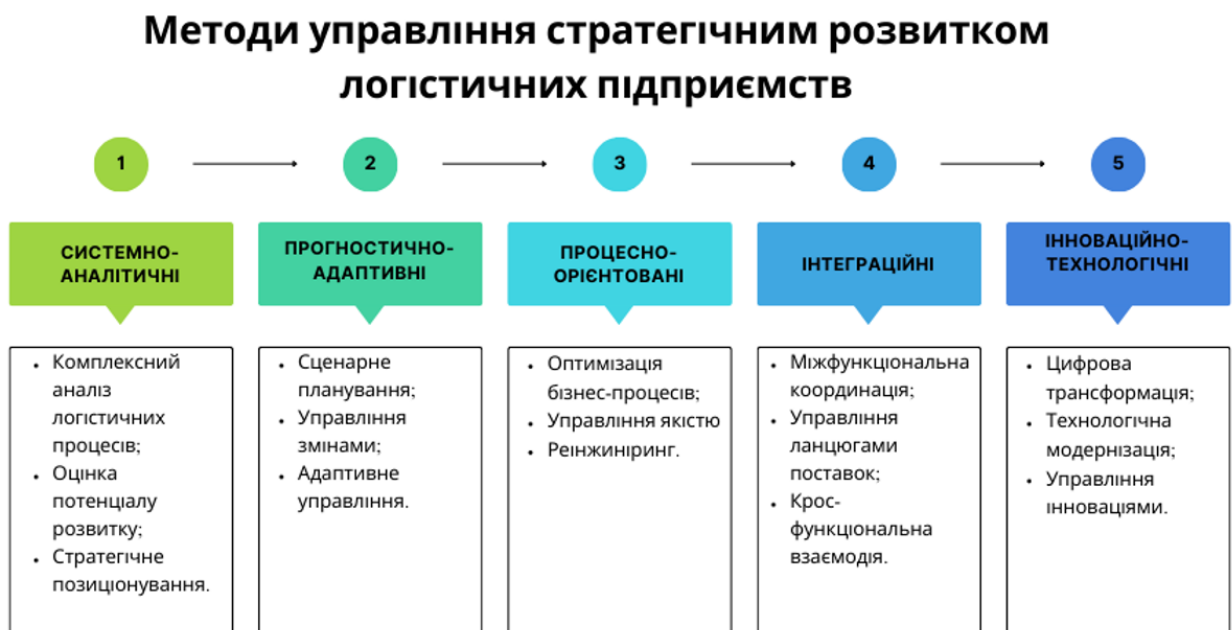 Методи управління стратегічним розвитком
логістичних підприємств
1
2
3
4
5
СИСТЕМНО-
АНАЛІТИЧНІ
ПРОГНОСТИЧНО-
АДАПТИВНІ
ПРОЦЕСНО-
ОРІЄНТОВАНІ
ІНТЕГРАЦІЙНІ
ІННОВАЦІЙНО-
ТЕХНОЛОГІЧНІ
• Комплексний
аналіз
логістичних
процесів;
• Оцінка
потенціалу
розвитку;
• Стратегічне
позиціонування.
• Сценарне
планування;
• Управління
змінами;
• Адаптивне
управління.
• Оптимізація
бізнес-процесів;
• Управління якістю
• Реінжиніринг.
• Міжфункціональна
координація;
• Управління
ланцюгами
поставок;
• Крос-
функціональна
взаємодія.
• Цифрова
трансформація;
• Технологічна
модернізація;
• Управління
інноваціями.